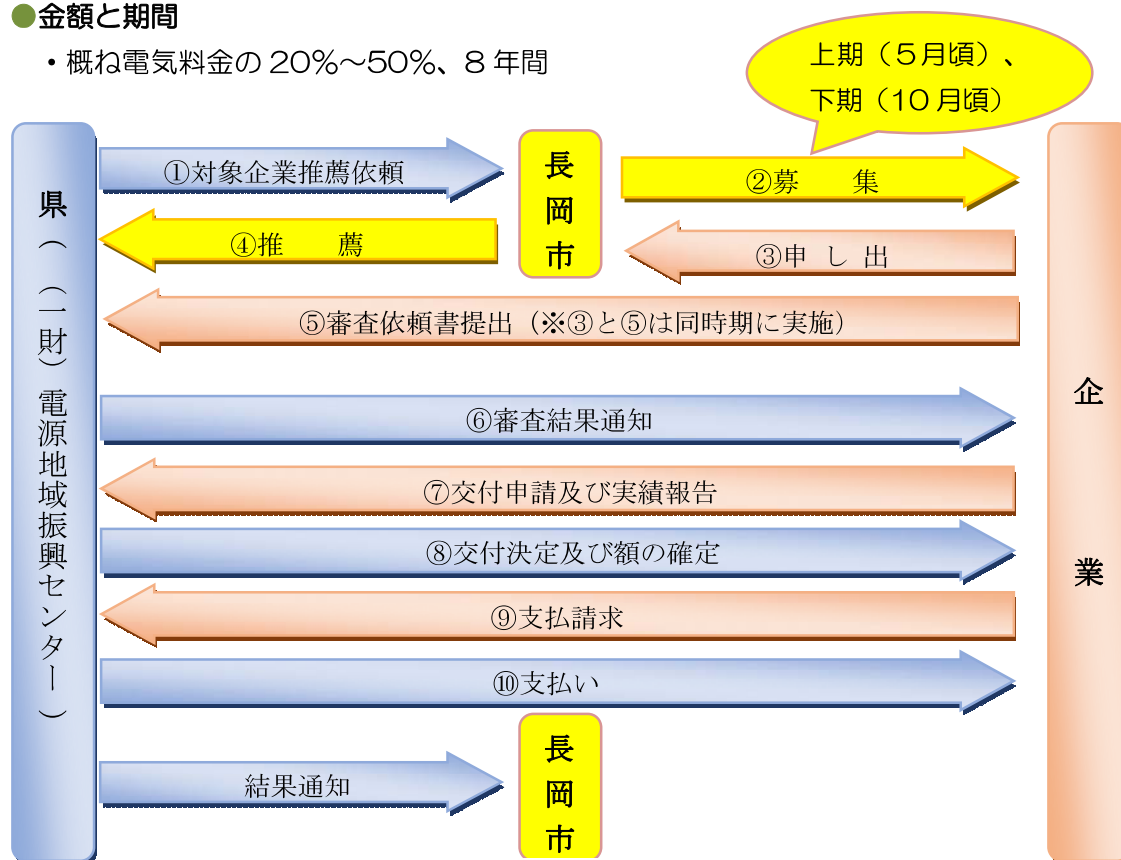 ●金額と期間
・概ね電気料金の20%～50%、8年間
上期（5月頃）、
下期（10月頃）
県（（一財）電源地域振興センター）
①対象企業推薦依頼
長岡市
②募　集
④推　薦
③申し出
⑤審査依頼書提出（※③と⑤は同時期に実施）
企業
⑥審査結果通知
⑦交付申請及び実績報告
⑧交付決定及び額の確定
⑨支払請求
⑩支払い
結果通知
長岡市